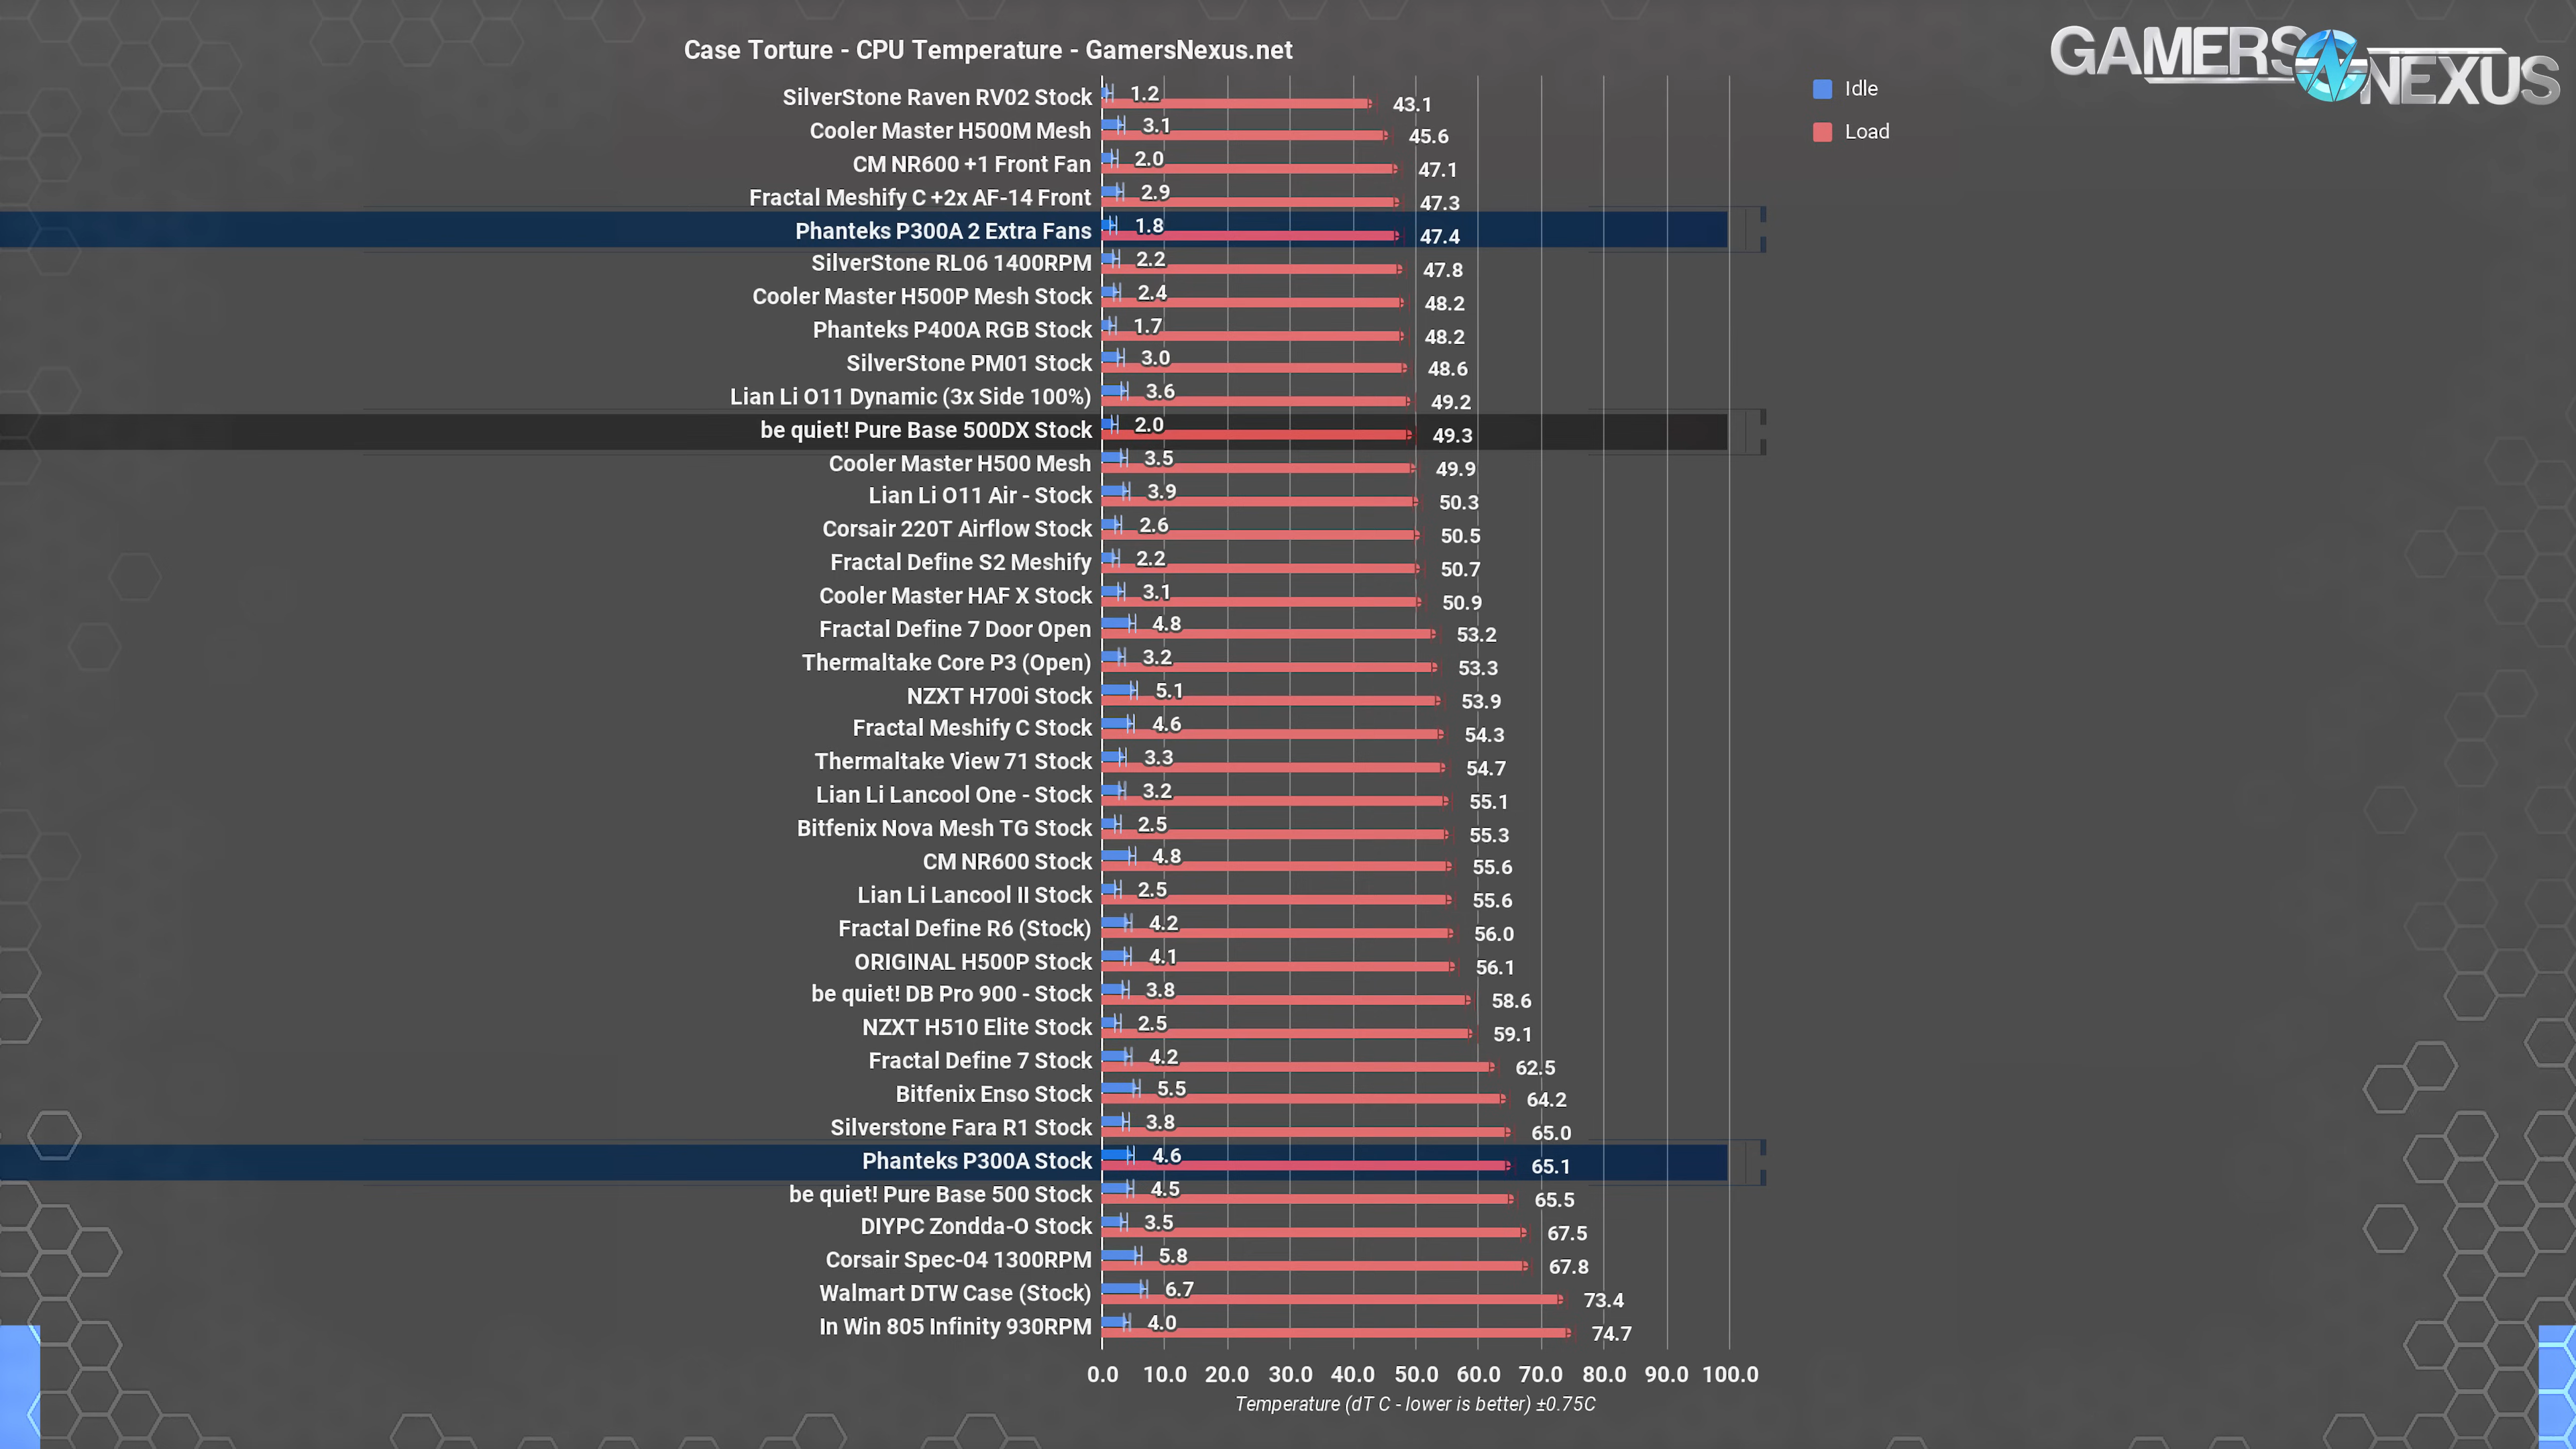 Case Torture - CPU Temperature - GamersNexus.net
GAMERS NEXUS
Idle
Load
SilverStone Raven RV02 Stock 1.2 43.1
Cooler Master H500M Mesh 3.1 45.6
CM NR600 +1 Front Fan 2.0 47.1
Fractal Meshify C +2x AF-14 Front 2.9 47.3
Phanteks P300A 2 Extra Fans 1.8 47.4
SilverStone RL06 1400RPM 2.2 47.8
Cooler Master H500P Mesh Stock 2.4 48.2
Phanteks P400A RGB Stock 1.7 48.2
SilverStone PM01 Stock 3.0 48.6
Lian Li O11 Dynamic (3x Side 100%) 3.6 49.2
be quiet! Pure Base 500DX Stock 2.0 49.3
Cooler Master H500 Mesh 3.5 49.9
Lian Li O11 Air - Stock 3.9 50.3
Corsair 220T Airflow Stock 2.6 50.5
Fractal Define S2 Meshify 2.2 50.7
Cooler Master HAF X Stock 3.1 50.9
Fractal Define 7 Door Open 4.8 53.2
Thermaltake Core P3 (Open) 3.2 53.3
NZXT H700i Stock 5.1 53.9
Fractal Meshify C Stock 4.6 54.3
Thermaltake View 71 Stock 3.3 54.7
Lian Li Lancool One - Stock 3.2 55.1
Bitfenix Nova Mesh TG Stock 2.5 55.3
CM NR600 Stock 4.8 55.6
Lian Li Lancool II Stock 2.5 55.6
Fractal Define R6 (Stock) 4.2 56.0
ORIGINAL H500P Stock 4.1 56.1
be quiet! DB Pro 900 - Stock 3.8 58.6
NZXT H510 Elite Stock 2.5 59.1
Fractal Define 7 Stock 4.2 62.5
Bitfenix Enso Stock 5.5 64.2
Silverstone Fara R1 Stock 3.8 65.0
Phanteks P300A Stock 4.6 65.1
be quiet! Pure Base 500 Stock 4.5 65.5
DIYPC Zondda-O Stock 3.5 67.5
Corsair Spec-04 1300RPM 5.8 67.8
Walmart DTW Case (Stock) 6.7 73.4
In Win 805 Infinity 930RPM 4.0 74.7
0.0 10.0 20.0 30.0 40.0 50.0 60.0 70.0 80.0 90.0 100.0
Temperature (dT C - lower is better) ±0.75C